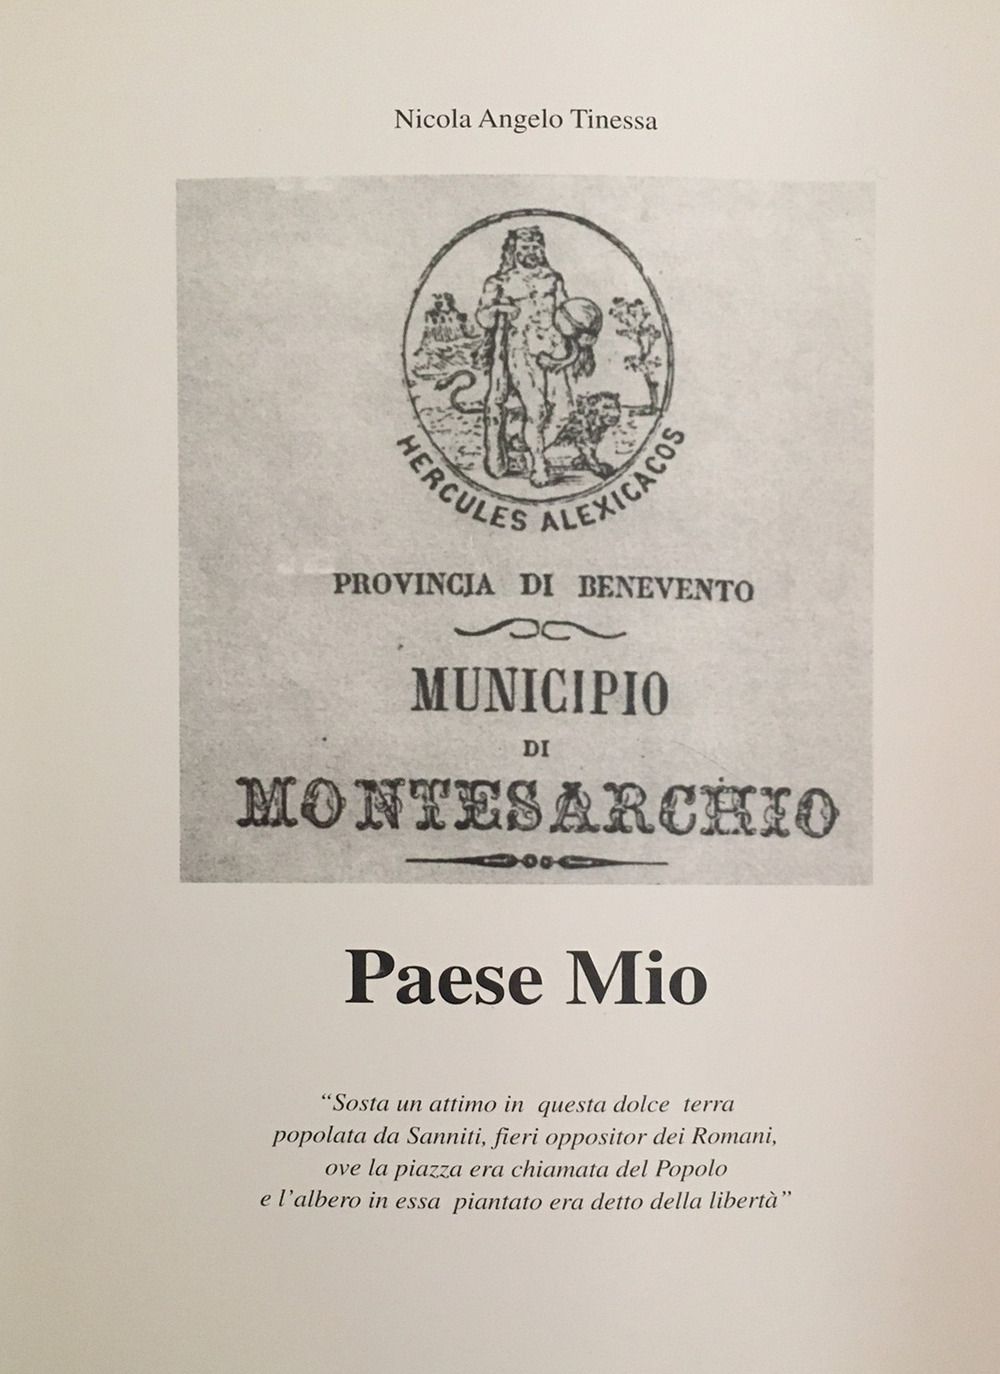 Nicola Angelo Tinessa
HERCULES ALEXICACOS
PROVINCIA DI BENEVENTO
MUNICIPIO
DI
MONTESARCHIO
Paese Mio
“Sosta un attimo in questa dolce terra
popolata da Sanniti, fieri oppositor dei Romani,
ove la piazza era chiamata del Popolo
e l’albero in essa piantato era detto della libertà”